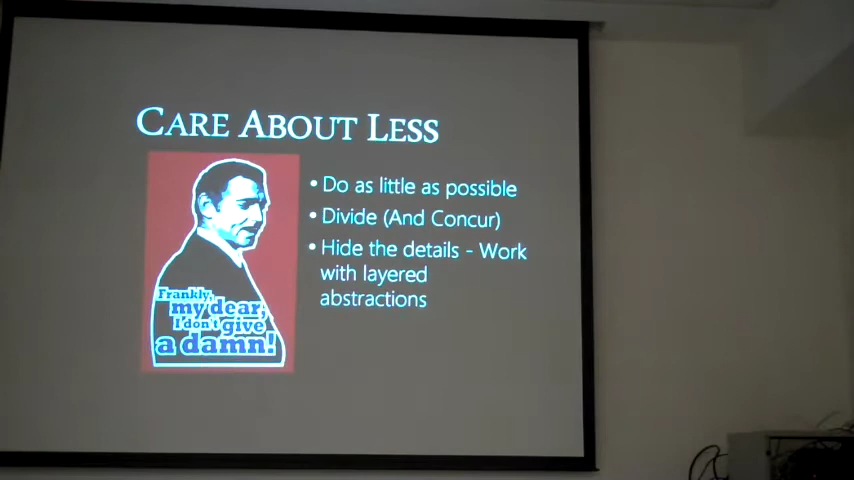 CARE ABOUT LESS
Frankly,
my dear,
I don't give
a damn!
• Do as little as possible
• Divide (And Concur)
• Hide the details - Work
with layered
abstractions